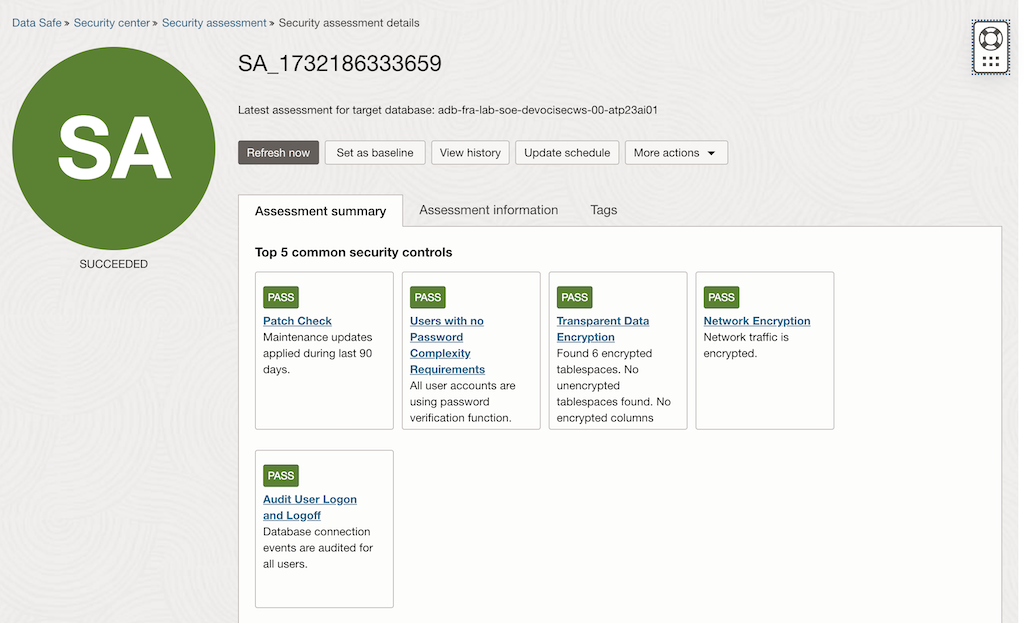 Data Safe » Security center » Security assessment » Security assessment details
SA
SUCCEEDED
SA_1732186333659
Latest assessment for target database: adb-fra-lab-soe-devocisecws-00-atp23ai01
Refresh now Set as baseline View history Update schedule More actions
Assessment summary Assessment information Tags
Top 5 common security controls
PASS
Patch Check
Maintenance updates
applied during last 90
days.
PASS
Users with no
Password
Complexity
Requirements
All user accounts are
using password
verification function.
PASS
Transparent Data
Encryption
Found 6 encrypted
tablespaces. No
unencrypted
tablespaces found. No
encrypted columns
PASS
Network Encryption
Network traffic is
encrypted.
PASS
Audit User Logon
and Logoff
Database connection
events are audited for
all users.